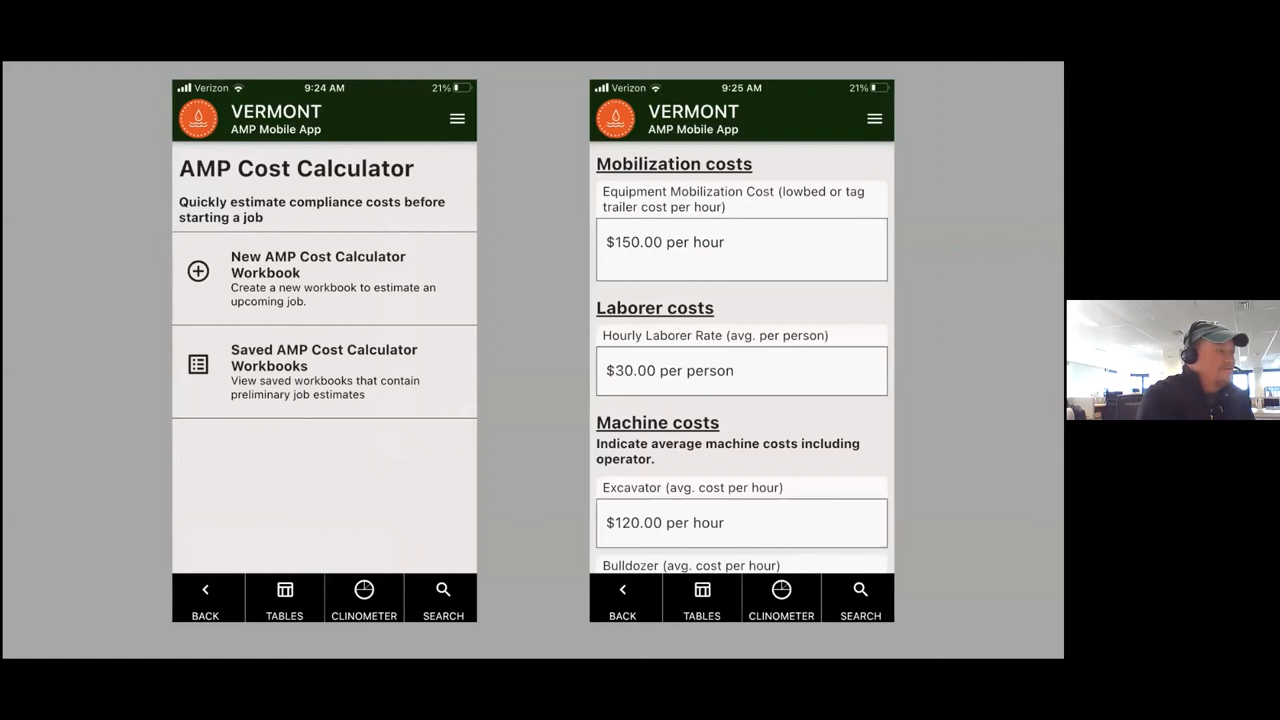 Verizon
9:24 AM
21%
VERMONT
AMP Mobile App
AMP Cost Calculator
Quickly estimate compliance costs before
starting a job
New AMP Cost Calculator
Workbook
Create a new workbook to estimate an
upcoming job.
Saved AMP Cost Calculator
Workbooks
View saved workbooks that contain
preliminary job estimates
BACK
TABLES
CLINOMETER
SEARCH
Verizon
9:25 AM
21%
VERMONT
AMP Mobile App
Mobilization costs
Equipment Mobilization Cost (lowbed or tag
trailer cost per hour)
$150.00 per hour
Laborer costs
Hourly Laborer Rate (avg. per person)
$30.00 per person
Machine costs
Indicate average machine costs including
operator.
Excavator (avg. cost per hour)
$120.00 per hour
Bulldozer (avg. cost per hour)
BACK
TABLES
CLINOMETER
SEARCH